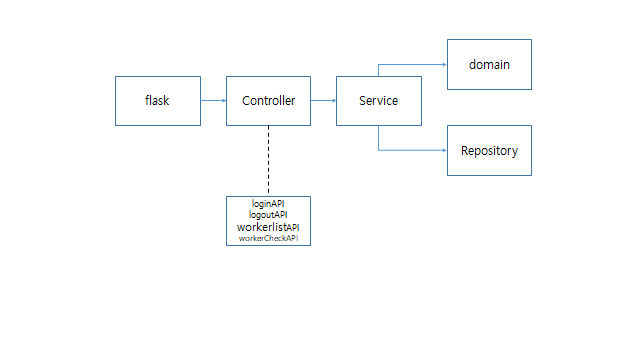 domain
flask
Controller
Service
Repository
loginAPI
logoutAPI
workerlistAPI
workerCheckAPI